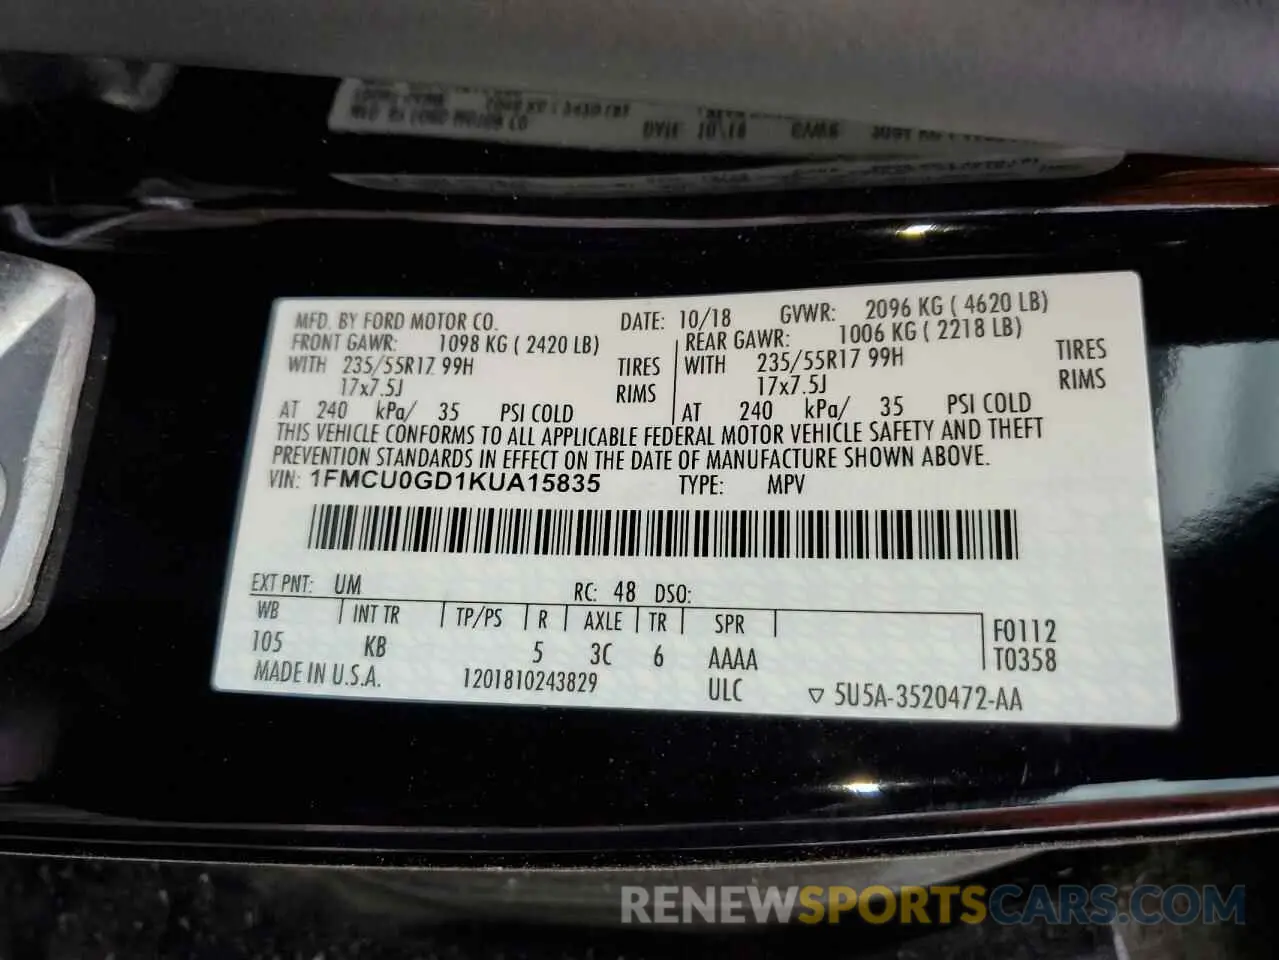 MFD. BY FORD MOTOR CO. DATE: 10/18 GVWR: 2096 KG ( 4620 LB)
FRONT GAWR: 1098 KG ( 2420 LB) REAR GAWR: 1006 KG ( 2218 LB)
WITH 235/55R17 99H TIRES WITH 235/55R17 99H TIRES
17x7.5J RIMS 17x7.5J RIMS
AT 240 kPa/ 35 PSI COLD AT 240 kPa/ 35 PSI COLD
THIS VEHICLE CONFORMS TO ALL APPLICABLE FEDERAL MOTOR VEHICLE SAFETY AND THEFT
PREVENTION STANDARDS IN EFFECT ON THE DATE OF MANUFACTURE SHOWN ABOVE.
VIN: 1FMCU0GD1KUA15835 TYPE: MPV
EXT PNT: UM RC: 48 DSO:
WB INT TR TP/PS R AXLE TR SPR F0112
105 KB 5 3C 6 AAAA T0358
MADE IN U.S.A. 1201810243829 ULC ▽ 5U5A-3520472-AA
RENEWSPORTSCARS.COM